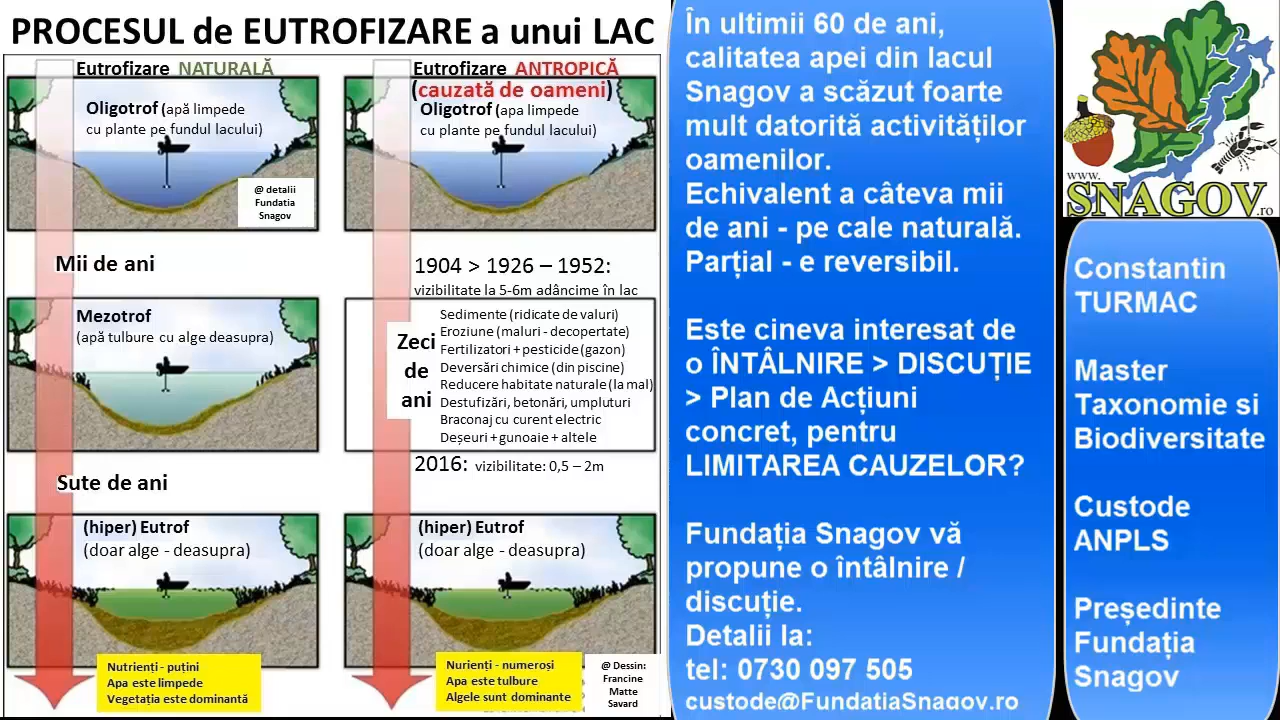 PROCESUL de EUTROFIZARE a unui LAC
Eutrofizare NATURALĂ
Oligotrof (apă limpede
cu plante pe fundul lacului)
@ detalii
Fundatia
Snagov
Mii de ani
Mezotrof
(apă tulbure cu alge deasupra)
Sute de ani
(hiper) Eutrof
(doar alge - deasupra)
Nutrienți - puțini
Apa este limpede
Vegetația este dominantă
Eutrofizare ANTROPICĂ
(cauzată de oameni)
Oligotrof (apa limpede
cu plante pe fundul lacului)
1904 > 1926 – 1952:
vizibilitate la 5-6m adâncime în lac
Zeci
de
ani
Sedimente (ridicate de valuri)
Eroziune (maluri - decopertate)
Fertilizatori + pesticide (gazon)
Deversări chimice (din piscine)
Reducere habitate naturale (la mal)
Destufizări, betonări, umpluturi
Braconaj cu curent electric
Deșeuri + gunoaie + altele
2016: vizibilitate: 0,5 – 2m
(hiper) Eutrof
(doar alge - deasupra)
Nurienți - numeroși
Apa este tulbure
Algele sunt dominante
@ Dessin:
Francine
Matte
Savard
În ultimii 60 de ani,
calitatea apei din lacul
Snagov a scăzut foarte
mult datorită activităților
oamenilor.
Echivalent a câteva mii
de ani - pe cale naturală.
Parțial - e reversibil.
Este cineva interesat de
o ÎNTÂLNIRE > DISCUȚIE
> Plan de Acțiuni
concret, pentru
LIMITAREA CAUZELOR?
Fundația Snagov vă
propune o întâlnire /
discuție.
Detalii la:
tel: 0730 097 505
custode@FundatiaSnagov.ro
www.
SNAGOV.ro
Constantin
TURMAC
Master
Taxonomie si
Biodiversitate
Custode
ANPLS
Președinte
Fundația
Snagov